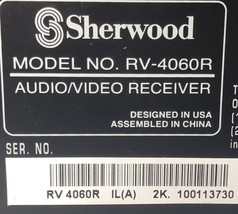 Sherwood
MODEL NO. RV-4060R
AUDIO/VIDEO RECEIVER
DESIGNED IN USA
ASSEMBLED IN CHINA
SER. NO.
RV 4060R IL(A) 2K. 100113730